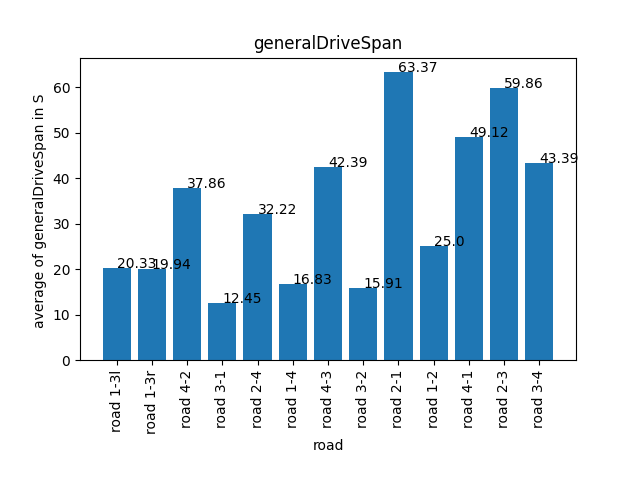 generalDriveSpan
average of generalDriveSpan in S
60
50
40
30
20
10
0
20.33
19.94
37.86
12.45
32.22
16.83
42.39
15.91
63.37
25.0
49.12
59.86
43.39
road 1-3l
road 1-3r
road 4-2
road 3-1
road 2-4
road 1-4
road 4-3
road 3-2
road 2-1
road 1-2
road 4-1
road 2-3
road 3-4
road